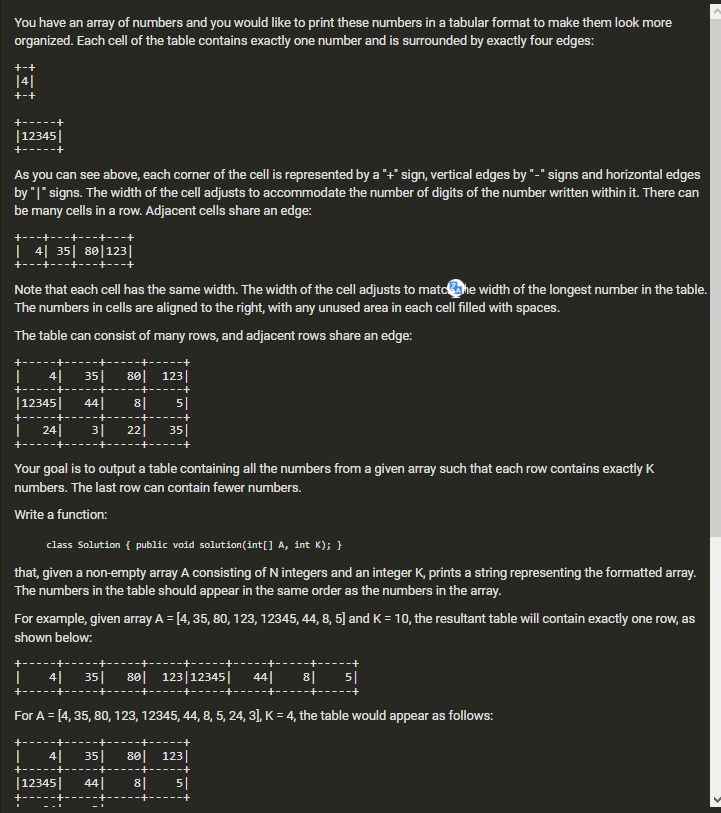 You have an array of numbers and you would like to print these numbers in a tabular format to make them look more
organized. Each cell of the table contains exactly one number and is surrounded by exactly four edges:
+-+
|4|
+-+
+-----+
|12345|
+-----+
As you can see above, each corner of the cell is represented by a "+" sign, vertical edges by "-" signs and horizontal edges
by "|" signs. The width of the cell adjusts to accommodate the number of digits of the number written within it. There can
be many cells in a row. Adjacent cells share an edge:
+---+---+---+---+
|  4| 35| 80|123|
+---+---+---+---+
Note that each cell has the same width. The width of the cell adjusts to matc he width of the longest number in the table.
The numbers in cells are aligned to the right, with any unused area in each cell filled with spaces.
The table can consist of many rows, and adjacent rows share an edge:
+-----+-----+-----+-----+
|    4|   35|   80|  123|
+-----+-----+-----+-----+
|12345|   44|    8|    5|
+-----+-----+-----+-----+
|   24|    3|   22|   35|
+-----+-----+-----+-----+
Your goal is to output a table containing all the numbers from a given array such that each row contains exactly K
numbers. The last row can contain fewer numbers.
Write a function:
class Solution { public void solution(int[] A, int K); }
that, given a non-empty array A consisting of N integers and an integer K, prints a string representing the formatted array.
The numbers in the table should appear in the same order as the numbers in the array.
For example, given array A = [4, 35, 80, 123, 12345, 44, 8, 5] and K = 10, the resultant table will contain exactly one row, as
shown below:
+-----+-----+-----+-----+-----+-----+-----+-----+
|    4|   35|   80|  123|12345|   44|    8|    5|
+-----+-----+-----+-----+-----+-----+-----+-----+
For A = [4, 35, 80, 123, 12345, 44, 8, 5, 24, 3], K = 4, the table would appear as follows:
+-----+-----+-----+-----+
|    4|   35|   80|  123|
+-----+-----+-----+-----+
|12345|   44|    8|    5|
+-----+-----+-----+-----+